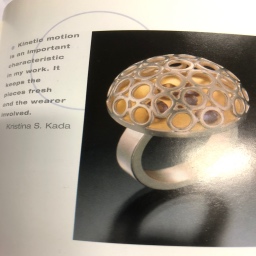 Kinetic motion
is an important
characteristic
in my work. It
keeps the
pieces fresh
and the wearer
involved.
Kristina S. Kada